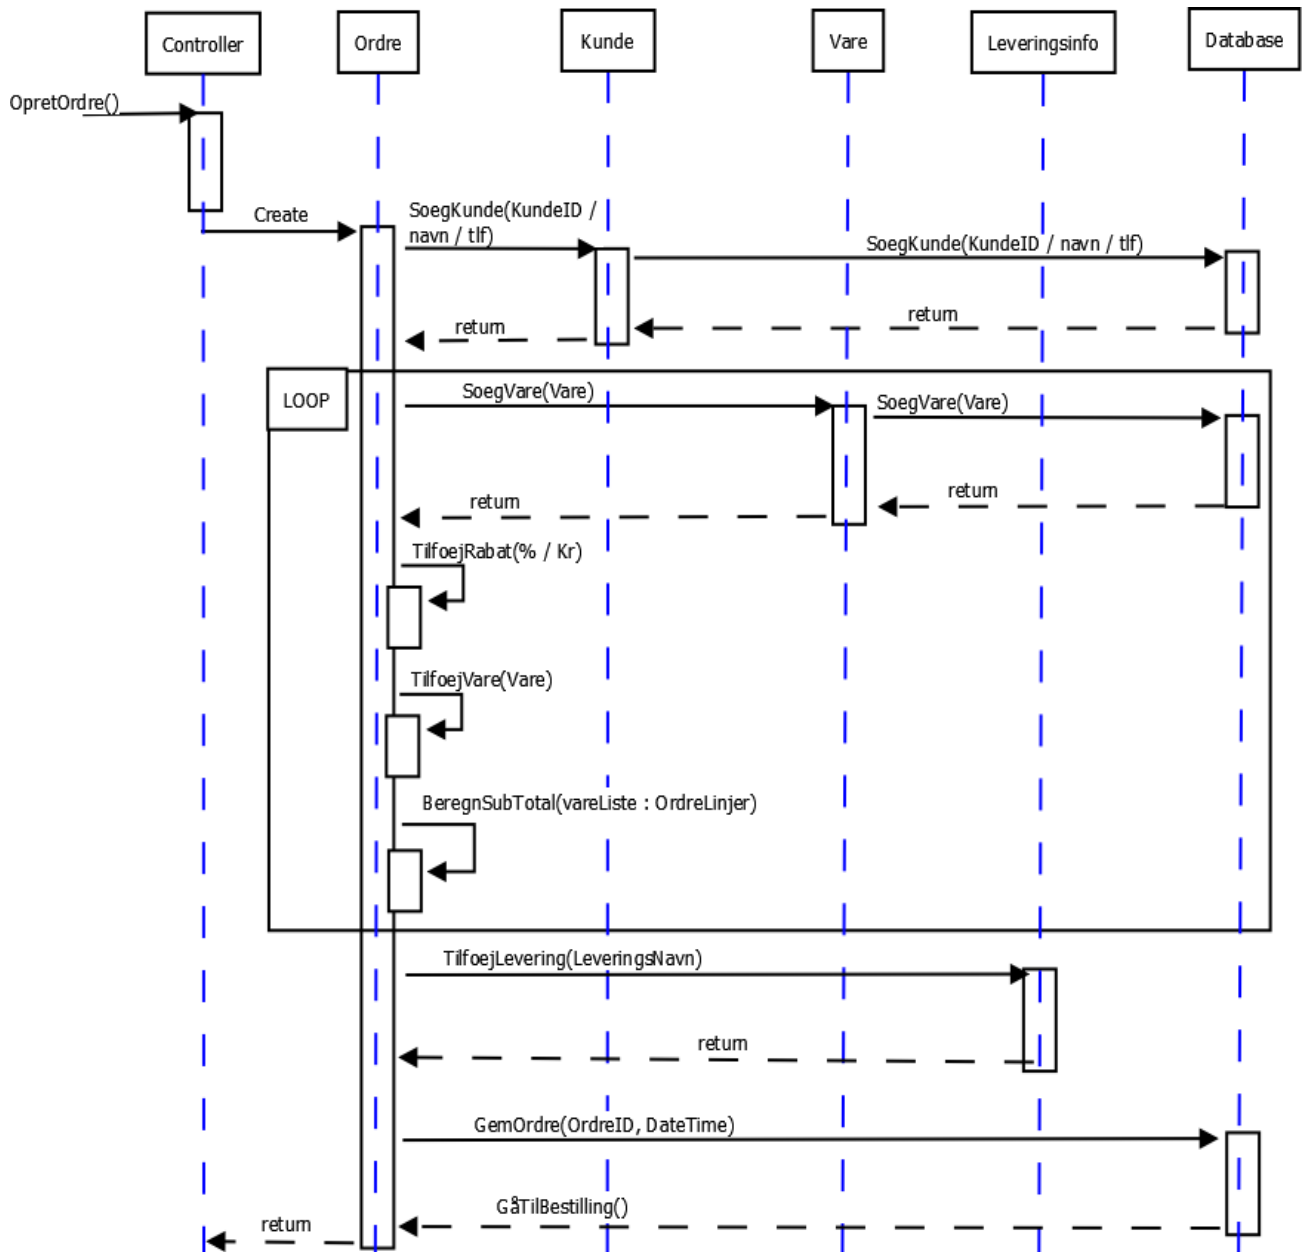 Controller
Ordre
Kunde
Vare
Leveringsinfo
Database
OpretOrdre()
Create
SoegKunde(KundeID /
navn / tlf)
SoegKunde(KundeID / navn / tlf)
return
return
LOOP
SoegVare(Vare)
SoegVare(Vare)
return
return
TilfoejRabat(% / Kr)
TilfoejVare(Vare)
BeregnSubTotal(vareListe : OrdreLinjer)
TilfoejLevering(LeveringsNavn)
return
GemOrdre(OrdreID, DateTime)
GåTilBestilling()
return